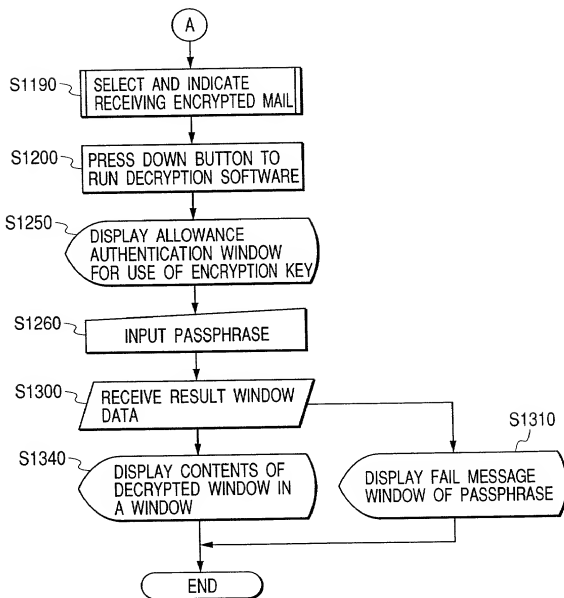 A
S1190
SELECT AND INDICATE
RECEIVING ENCRYPTED MAIL
S1200
PRESS DOWN BUTTON TO
RUN DECRYPTION SOFTWARE
S1250
DISPLAY ALLOWANCE
AUTHENTICATION WINDOW
FOR USE OF ENCRYPTION KEY
S1260
INPUT PASSPHRASE
S1300
RECEIVE RESULT WINDOW
DATA
S1310
DISPLAY FAIL MESSAGE
WINDOW OF PASSPHRASE
S1340
DISPLAY CONTENTS OF
DECRYPTED WINDOW IN
A WINDOW
END